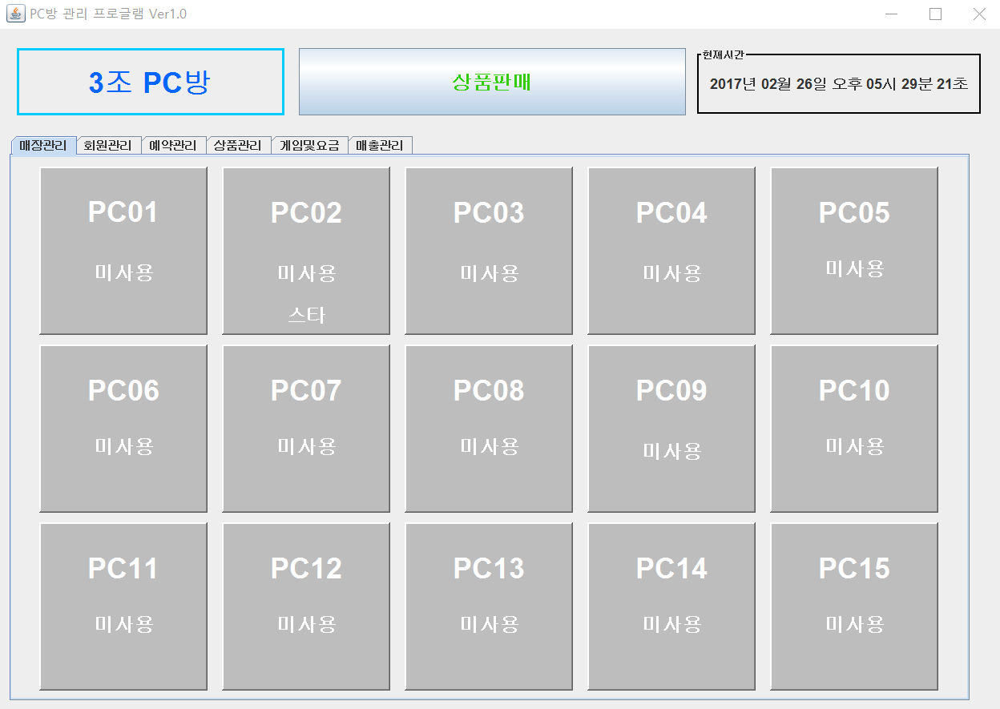 PC방 관리 프로글램 Ver1.0
3조 PC방
상품판매
현재시간
2017년 02월 26일 오후 05시 29분 21초
매장관리 회원관리 예약관리 상품관리 게임및요금 매출관리
PC01 PC02 PC03 PC04 PC05
미사용 미사용 미사용 미사용 미사용
스타
PC06 PC07 PC08 PC09 PC10
미사용 미사용 미사용 미사용 미사용
PC11 PC12 PC13 PC14 PC15
미사용 미사용 미사용 미사용 미사용